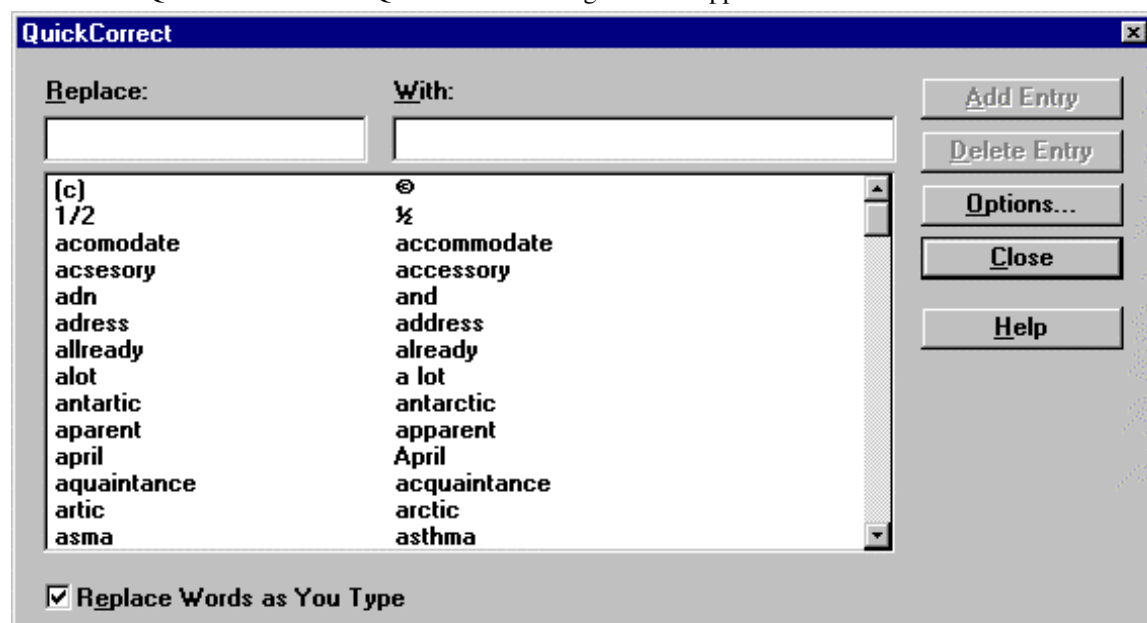 QuickCorrect
Replace: With:
Add Entry
Delete Entry
(c) ©
1/2 ½
Options...
acomodate accommodate
acsesory accessory
Close
adn and
adress address
Help
allready already
alot a lot
antartic antarctic
aparent apparent
april April
aquaintance acquaintance
artic arctic
asma asthma
Replace Words as You Type